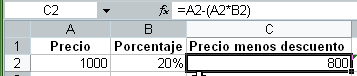 C2 fx =A2-(A2*B2)
A B C
1 Precio Porcentaje Precio menos descuento
2 1000 20% 800